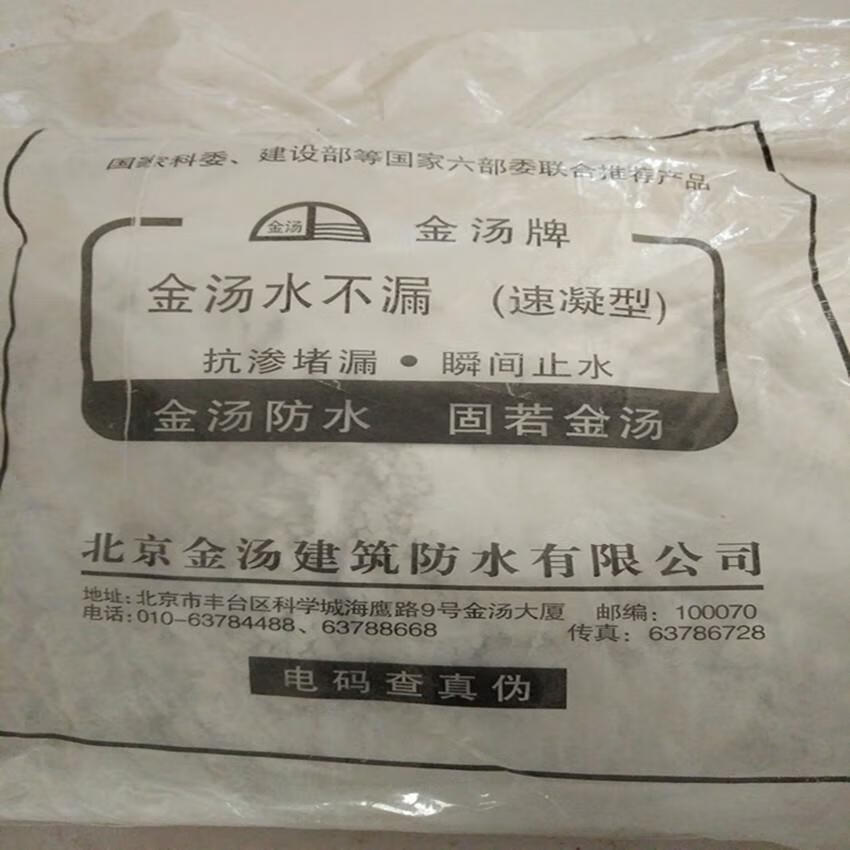 国家科委、建设部等国家六部委联合推荐产品
金汤 金汤牌
金汤水不漏 (速凝型)
抗渗堵漏·瞬间止水
金汤防水 固若金汤
北京金汤建筑防水有限公司
地址:北京市丰台区科学城海鹰路9号金汤大厦 邮编:100070
电话:010-63784488、63788668 传真:63786728
电码查真伪